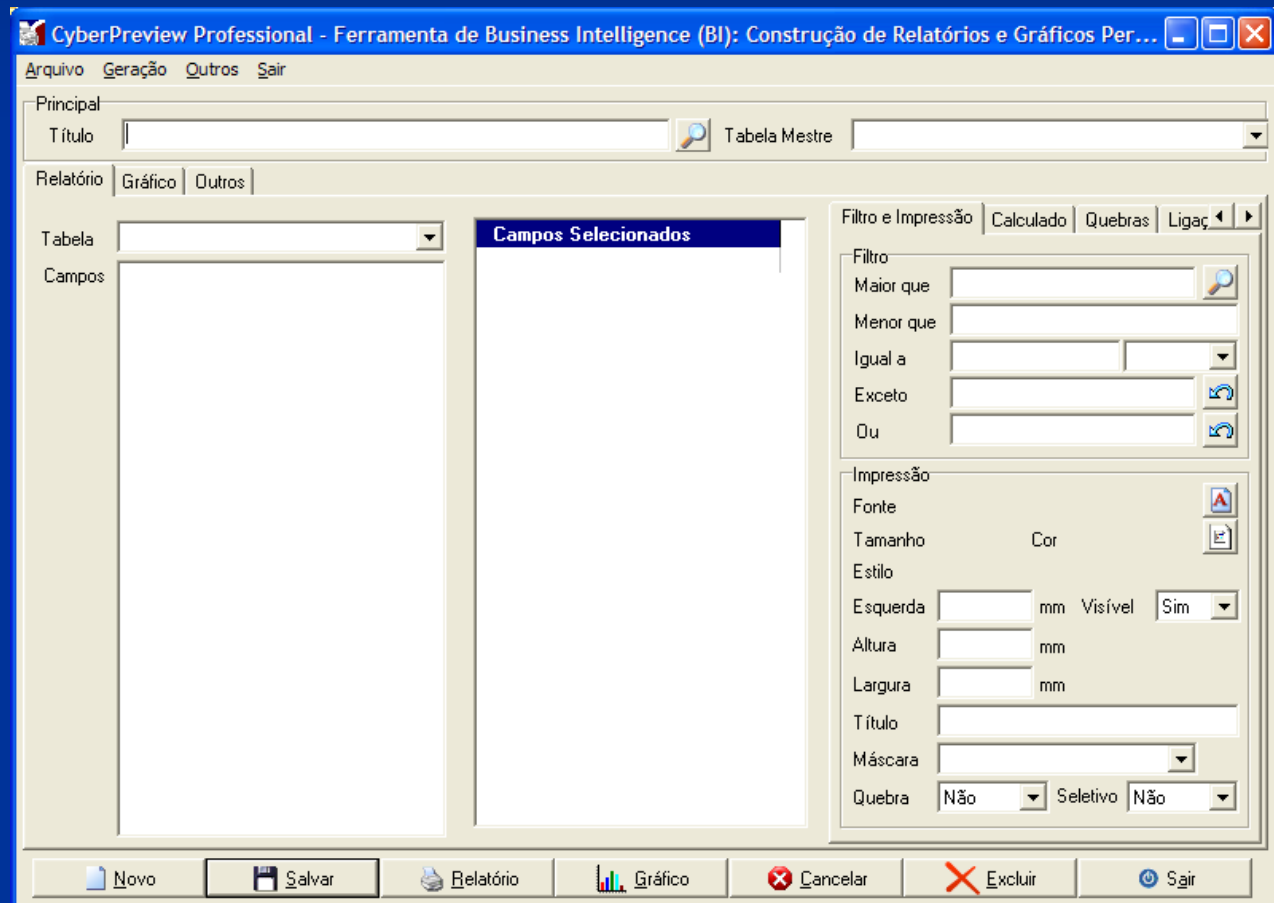 CyberPreview Professional - Ferramenta de Business Intelligence (BI): Construção de Relatórios e Gráficos Per...
Arquivo Geração Outros Sair
Principal
Título Tabela Mestre
Relatório Gráfico Outros
Filtro e Impressão Calculado Quebras Ligaç
Tabela
Campos Selecionados
Campos
Filtro
Maior que
Menor que
Igual a
Exceto
Ou
Impressão
Fonte
Tamanho Cor
Estilo
Esquerda mm Visível Sim
Altura mm
Largura mm
Título
Máscara
Quebra Não Seletivo Não
Novo Salvar Relatório Gráfico Cancelar Excluir Sair